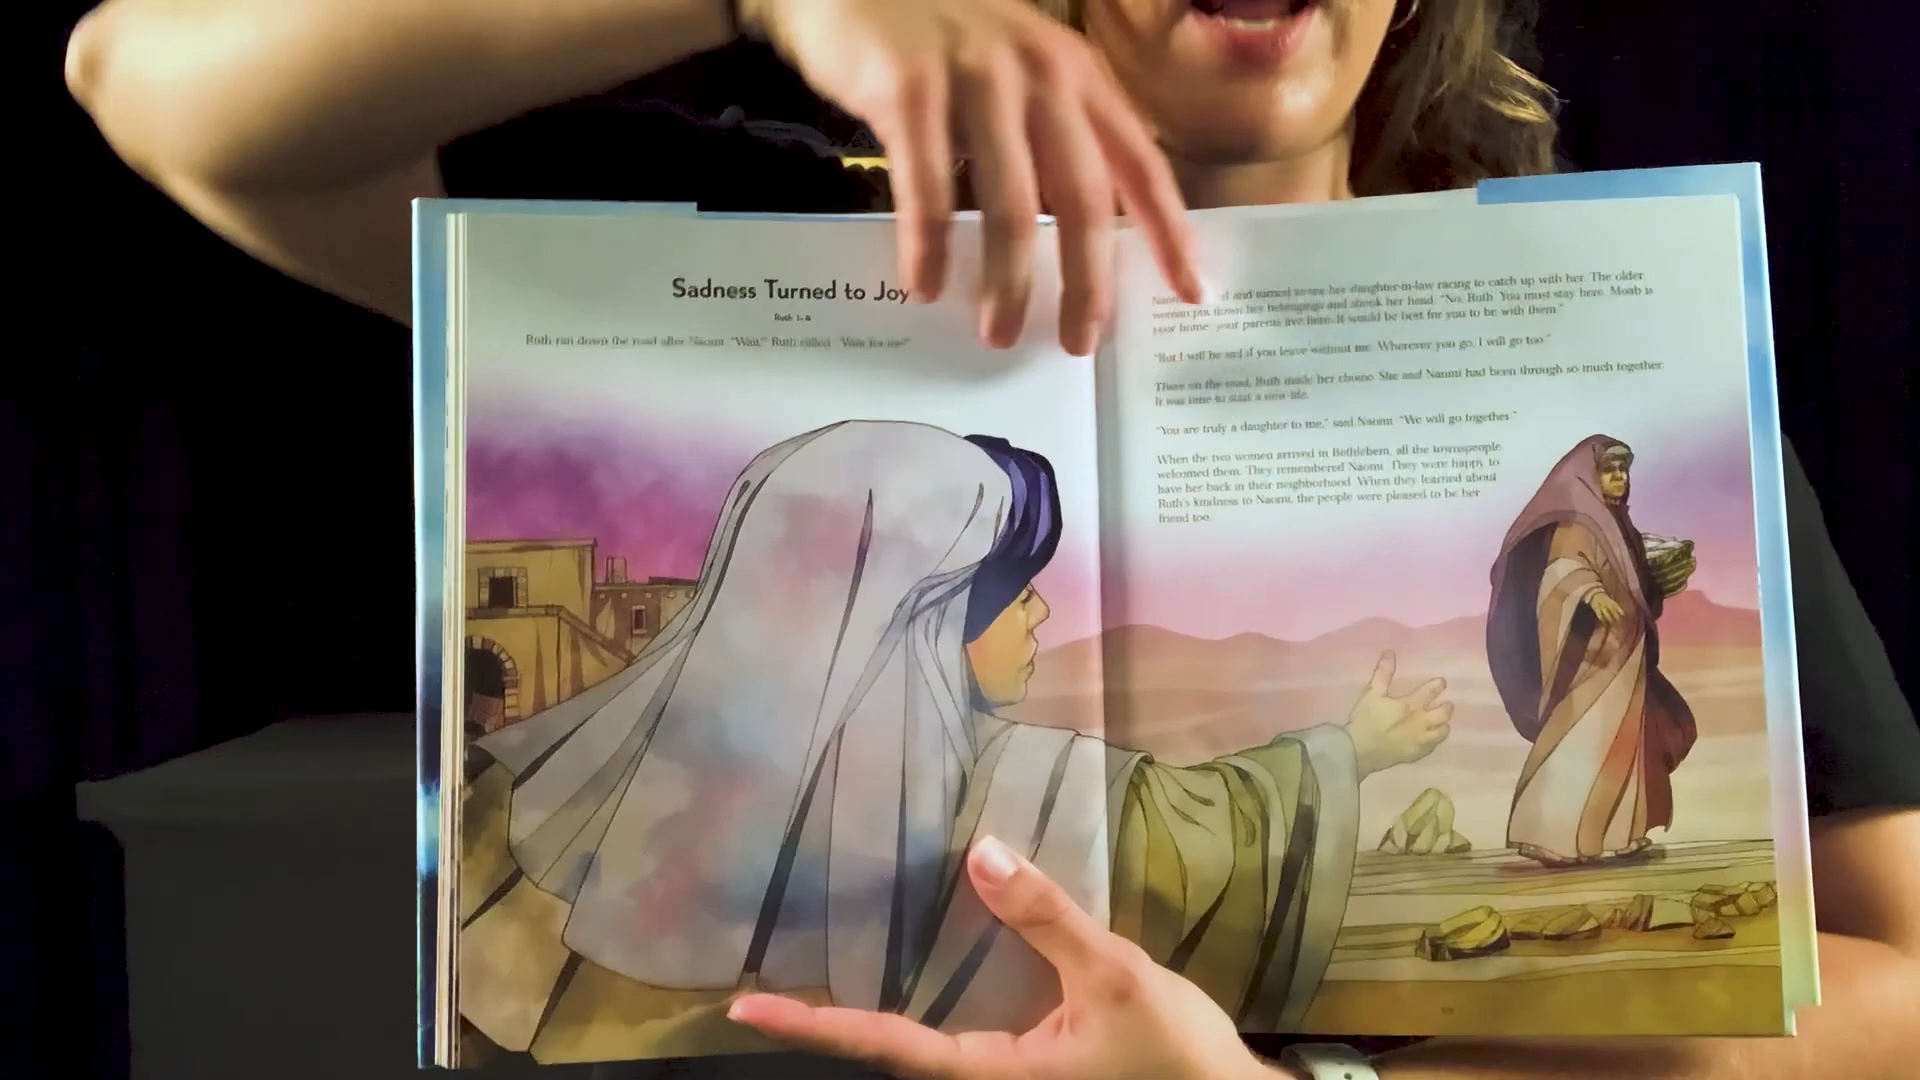 Sadness Turned to Joy
Ruth 1-4
Ruth ran down the road after Naomi. "Wait," Ruth called. "Wait for me!"
and turned to see her daughter-in-law racing to catch up with her. The older
woman put down her belongings and shook her head. "No, Ruth. You must stay here. Moab is
your home. your parents live here. It would be best for you to be with them."
"But I will be sad if you leave without me. Wherever you go, I will go too."
There on the road, Ruth made her choice. She and Naomi had been through so much together.
It was time to start a new life.
"You are truly a daughter to me," said Naomi. "We will go together."
When the two women arrived in Bethlehem, all the townspeople
welcomed them. They remembered Naomi. They were happy to
have her back in their neighborhood. When they learned about
Ruth's kindness to Naomi, the people were pleased to be her
friend too.